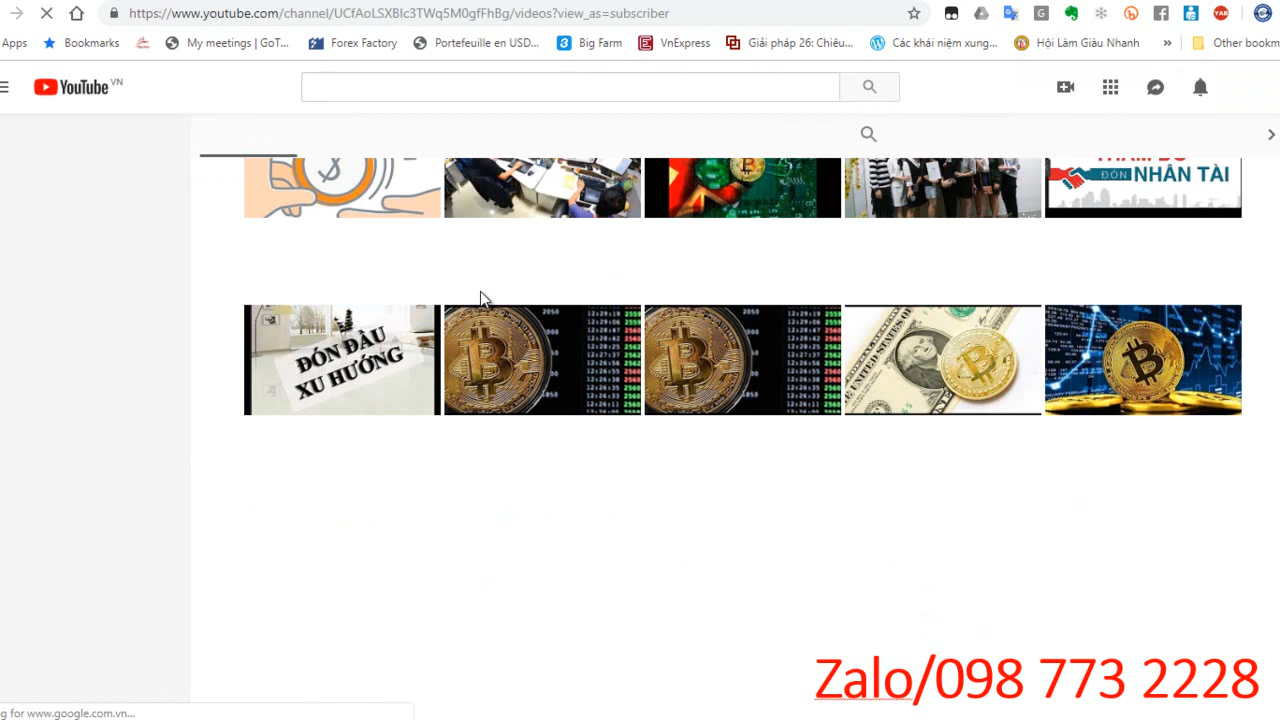 https://www.youtube.com/channel/UCfAoLSXBIc3TWq5M0gfFhBg/videos?view_as=subscriber
Apps Bookmarks My meetings | GoT... Forex Factory Portefeuille en USD... Big Farm VnExpress Giải pháp 26: Chiêu... Các khái niệm xung... Hội Làm Giàu Nhanh » Other bookm
YouTube VN
ĐÓN NHÂN TÀI
ĐÓN ĐẦU
XU HƯỚNG
Zalo/098 773 2228
g for www.google.com.vn...